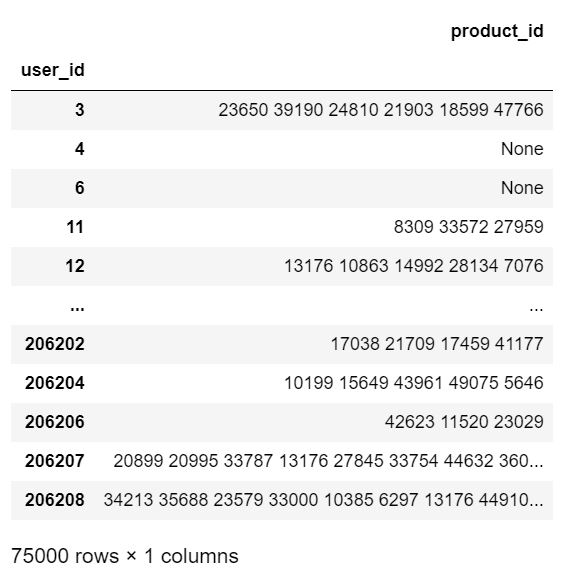 product_id
user_id
3 23650 39190 24810 21903 18599 47766
4 None
6 None
11 8309 33572 27959
12 13176 10863 14992 28134 7076
... ...
206202 17038 21709 17459 41177
206204 10199 15649 43961 49075 5646
206206 42623 11520 23029
206207 20899 20995 33787 13176 27845 33754 44632 360...
206208 34213 35688 23579 33000 10385 6297 13176 44910...
75000 rows × 1 columns